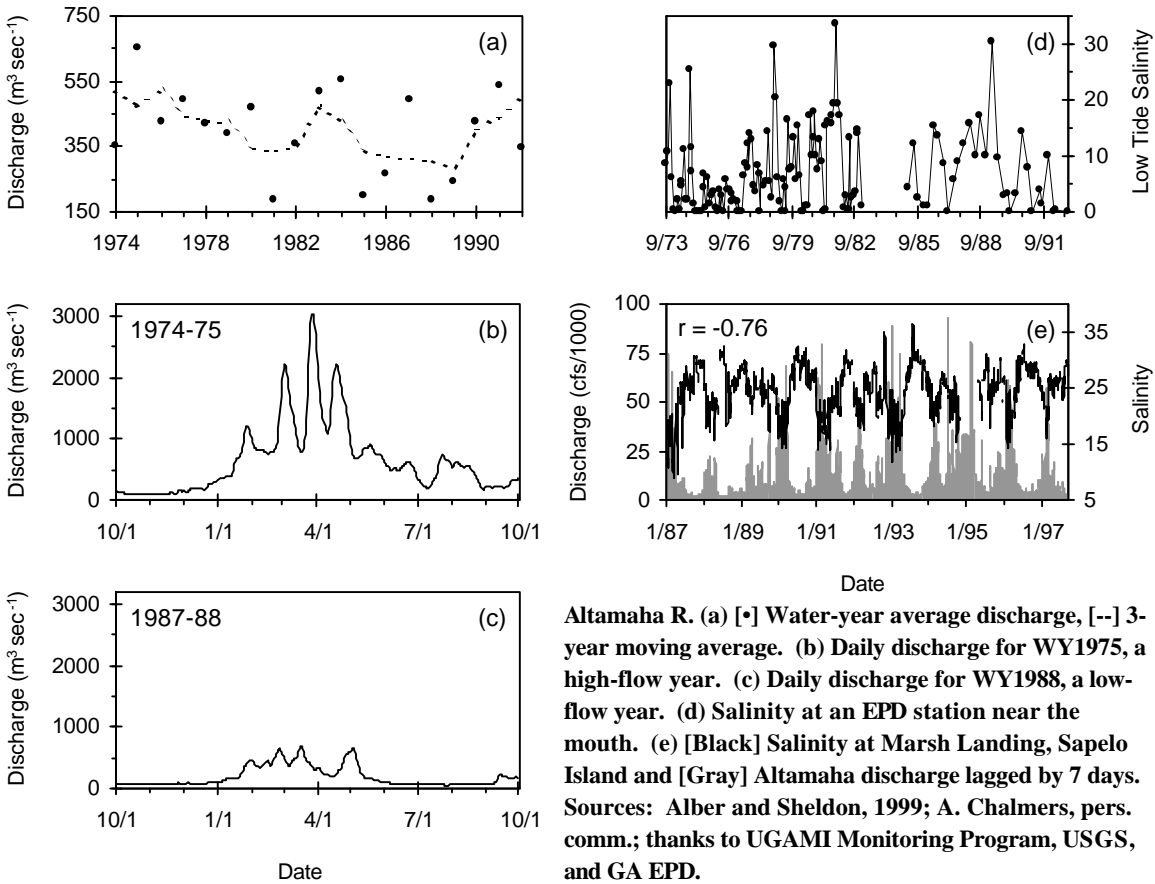 750
550
350
150
Discharge (m³ sec⁻¹)
(a)
1974 1978 1982 1986 1990
30
20
10
0
Low Tide Salinity
(d)
9/73 9/76 9/79 9/82 9/85 9/88 9/91
3000
2000
1000
0
Discharge (m³ sec⁻¹)
1974-75
(b)
10/1 1/1 4/1 7/1 10/1
100
75
50
25
0
Discharge (cfs/1000)
r = -0.76
(e)
35
25
15
5
Salinity
1/87 1/89 1/91 1/93 1/95 1/97
Date
3000
2000
1000
0
Discharge (m³ sec⁻¹)
1987-88
(c)
10/1 1/1 4/1 7/1 10/1
Date
Altamaha R. (a) [•] Water-year average discharge, [--] 3-
year moving average. (b) Daily discharge for WY1975, a
high-flow year. (c) Daily discharge for WY1988, a low-
flow year. (d) Salinity at an EPD station near the
mouth. (e) [Black] Salinity at Marsh Landing, Sapelo
Island and [Gray] Altamaha discharge lagged by 7 days.
Sources: Alber and Sheldon, 1999; A. Chalmers, pers.
comm.; thanks to UGAMI Monitoring Program, USGS,
and GA EPD.